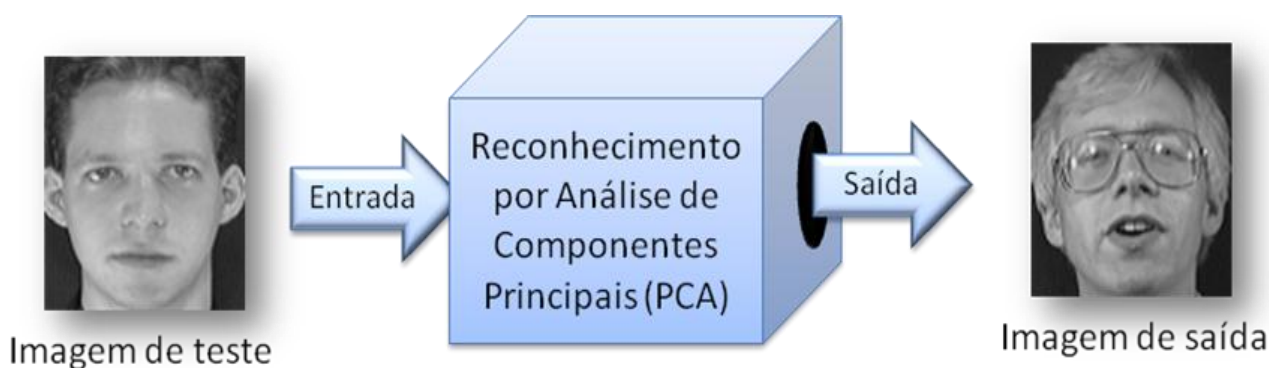 Entrada
Reconhecimento
por Análise de
Componentes
Principais (PCA)
Saída
Imagem de teste
Imagem de saída